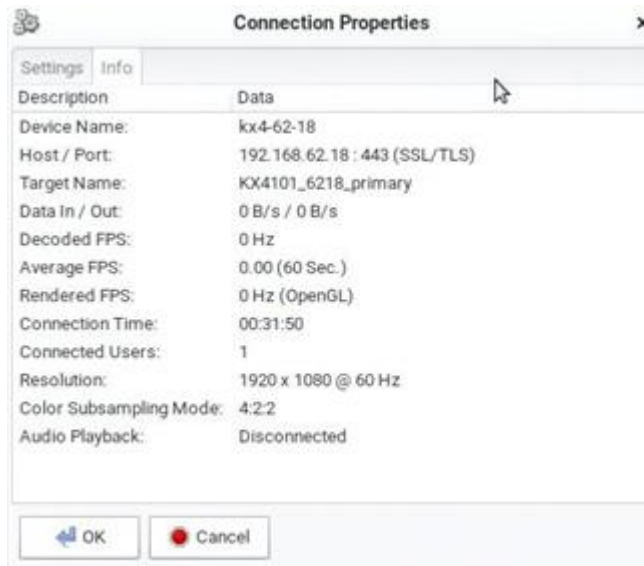 Connection Properties
Settings Info
Description Data
Device Name: kx4-62-18
Host / Port: 192.168.62.18 : 443 (SSL/TLS)
Target Name: KX4101_6218_primary
Data In / Out: 0 B/s / 0 B/s
Decoded FPS: 0 Hz
Average FPS: 0.00 (60 Sec.)
Rendered FPS: 0 Hz (OpenGL)
Connection Time: 00:31:50
Connected Users: 1
Resolution: 1920 x 1080 @ 60 Hz
Color Subsampling Mode: 4:2:2
Audio Playback: Disconnected
OK Cancel